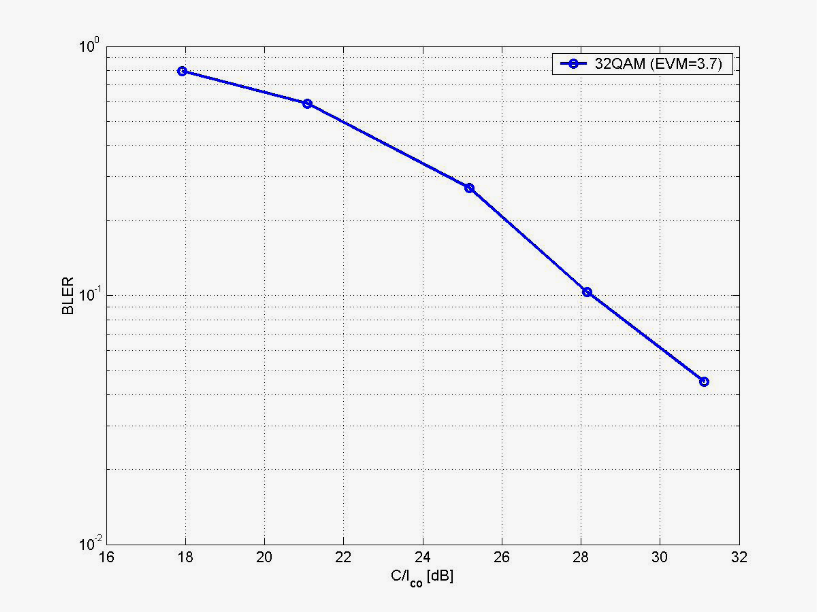 10^0
32QAM (EVM=3.7)
BLER
10^-1
10^-2
16 18 20 22 24 26 28 30 32
C/I_co [dB]